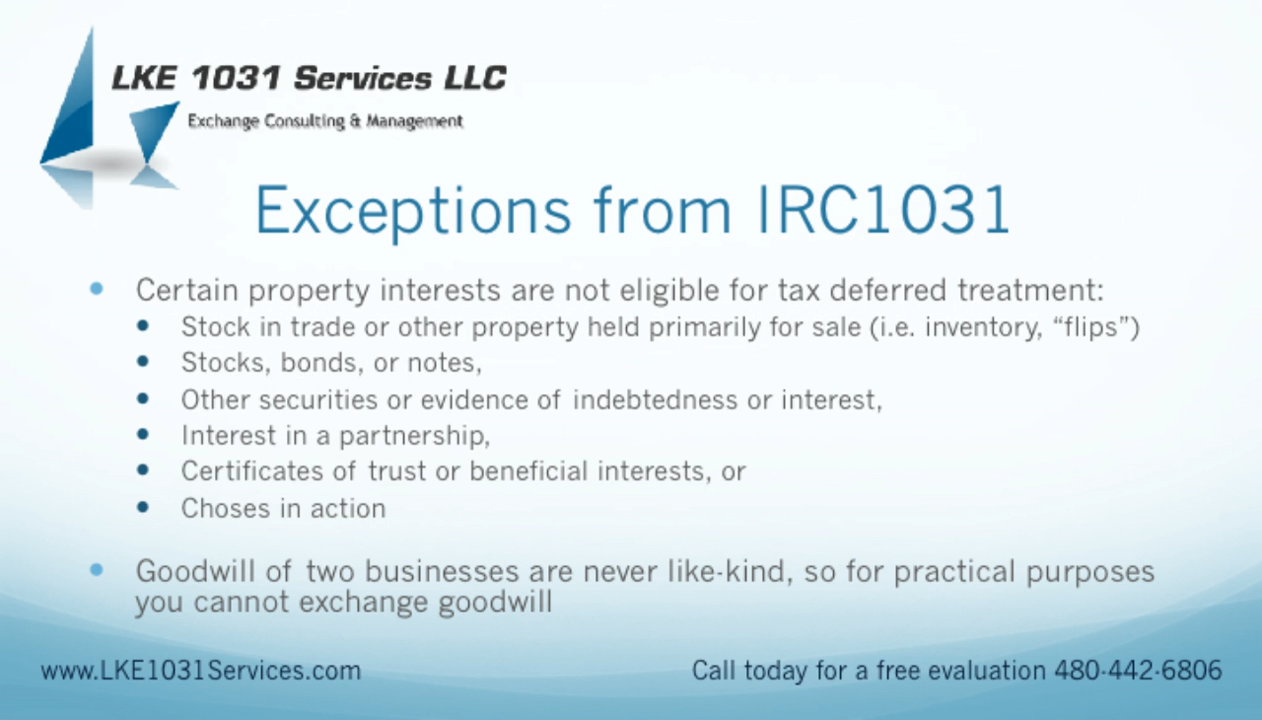 LKE 1031 Services LLC
Exchange Consulting & Management
Exceptions from IRC1031
• Certain property interests are not eligible for tax deferred treatment:
• Stock in trade or other property held primarily for sale (i.e. inventory, “flips”)
• Stocks, bonds, or notes,
• Other securities or evidence of indebtedness or interest,
• Interest in a partnership,
• Certificates of trust or beneficial interests, or
• Choses in action
• Goodwill of two businesses are never like-kind, so for practical purposes
you cannot exchange goodwill
www.LKE1031Services.com
Call today for a free evaluation 480-442-6806